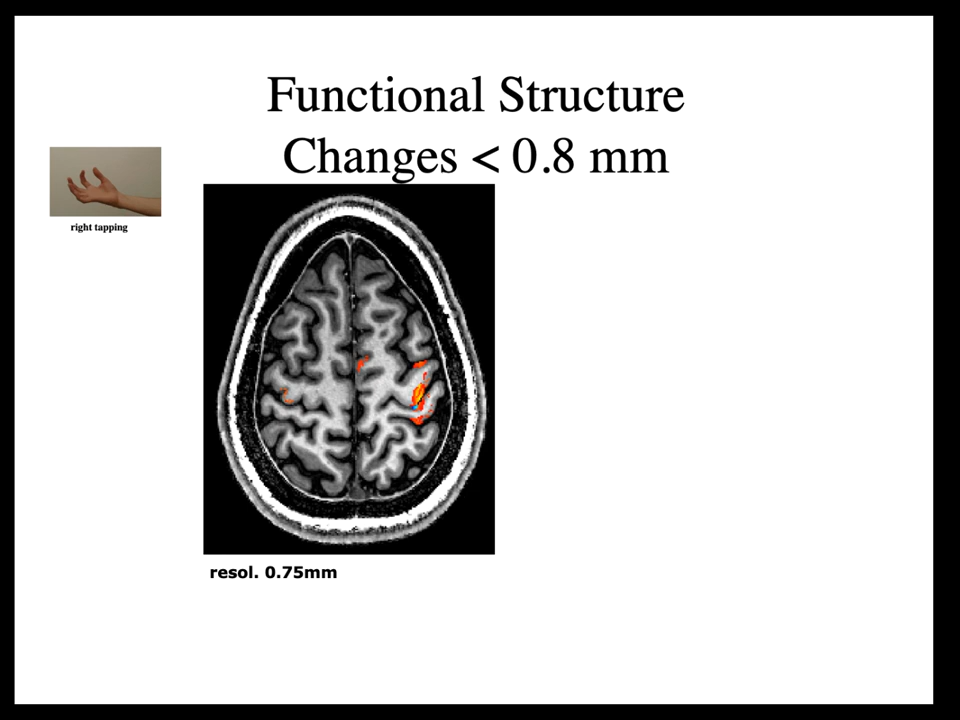 Functional Structure
Changes < 0.8 mm
right tapping
resol. 0.75mm